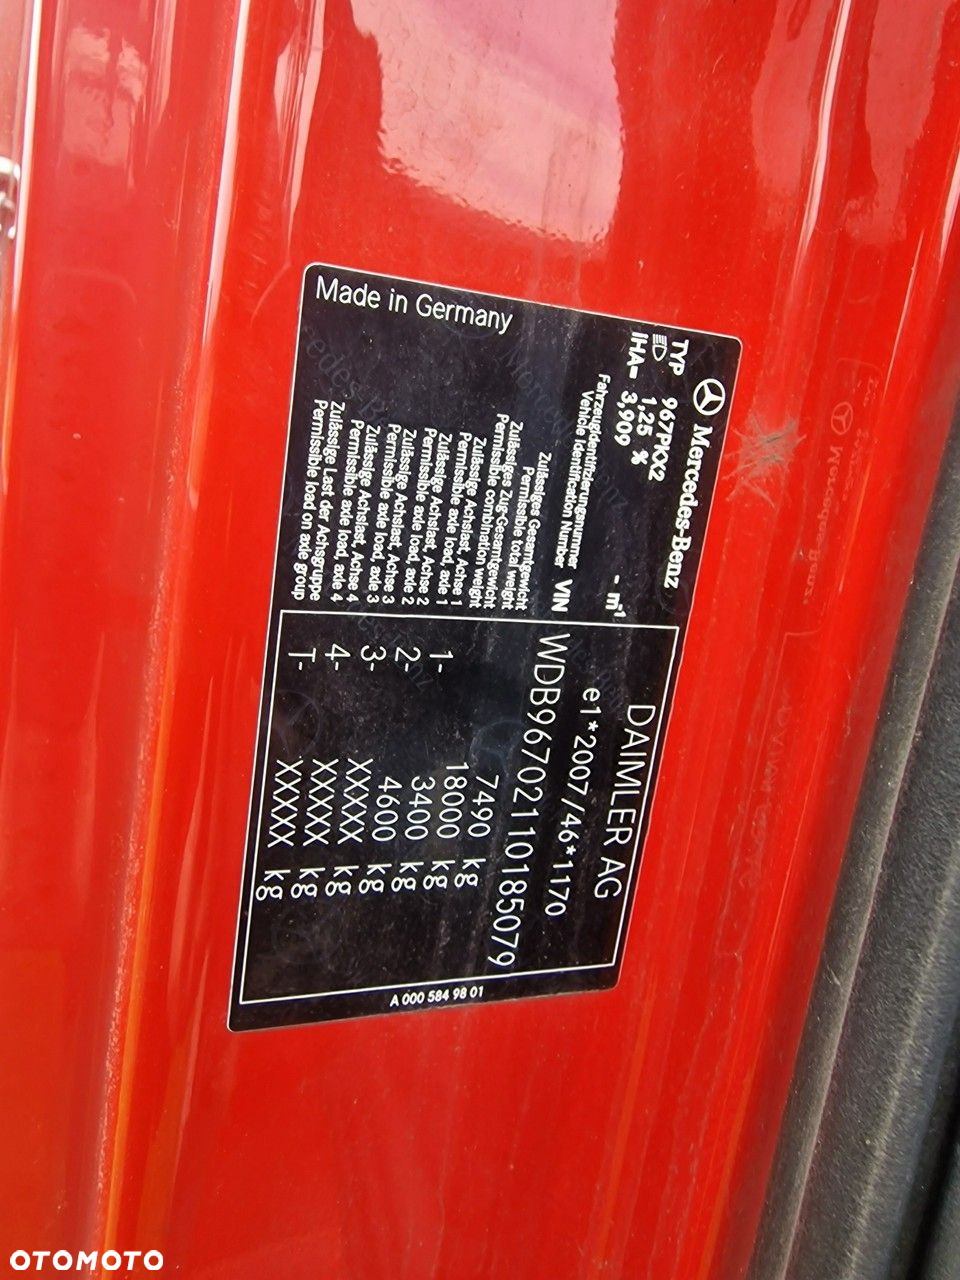 Mercedes-Benz
TYP 967PKX2
1,25 %
IHA= 3,909
- m-1
DAIMLER AG
e1*2007/46*1170
Fahrzeugidentifizierungsnummer
Vehicle Identification Number VIN WDB9670211O185079
Zulässiges Gesamtgewicht
Permissible total weight 7490 kg
Zulässiges Zug-Gesamtgewicht
Permissible combination weight 18000 kg
Zulässige Achslast, Achse 1
Permissible axle load, axle 1 1- 3400 kg
Zulässige Achslast, Achse 2
Permissible axle load, axle 2 2- 4600 kg
Zulässige Achslast, Achse 3
Permissible axle load, axle 3 3- XXXXX kg
Zulässige Achslast, Achse 4
Permissible axle load, axle 4 4- XXXXX kg
Zulässige Last der Achsgruppe
Permissible load on axle group T- XXXXX kg
Made in Germany
A 000 584 98 01
OTOMOTO